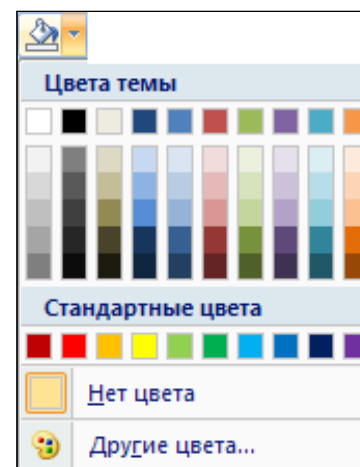 Цвета темы
Стандартные цвета
Нет цвета
Другие цвета...